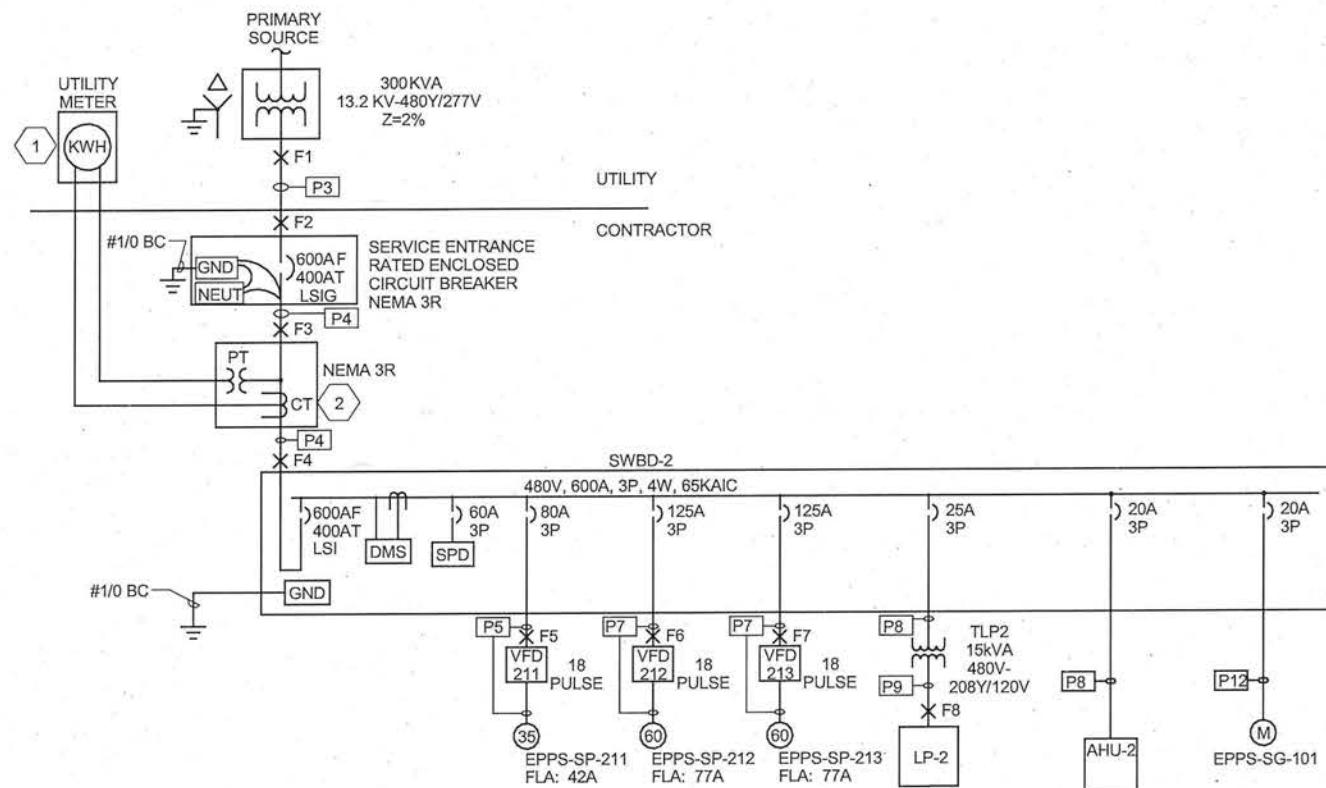 PRIMARY
SOURCE
300KVA
13.2 KV-480Y/277V
Z=2%
UTILITY
METER
KWH
1
F1
P3
UTILITY
CONTRACTOR
F2
#1/0 BC
GND
NEUT
600AF
400AT
LSIG
SERVICE ENTRANCE
RATED ENCLOSED
CIRCUIT BREAKER
NEMA 3R
P4
F3
PT
NEMA 3R
CT
2
P4
F4
SWBD-2
480V, 600A, 3P, 4W, 65KAIC
600AF
400AT
LSI
DMS
60A
3P
SPD
80A
3P
125A
3P
125A
3P
25A
3P
20A
3P
20A
3P
#1/0 BC
GND
P5
F5
VFD
211
18
PULSE
P7
F6
VFD
212
18
PULSE
P7
F7
VFD
213
18
PULSE
P8
TLP2
15kVA
480V-
208Y/120V
P9
F8
P8
P12
35
EPPS-SP-211
FLA: 42A
60
EPPS-SP-212
FLA: 77A
60
EPPS-SP-213
FLA: 77A
LP-2
AHU-2
M
EPPS-SG-101